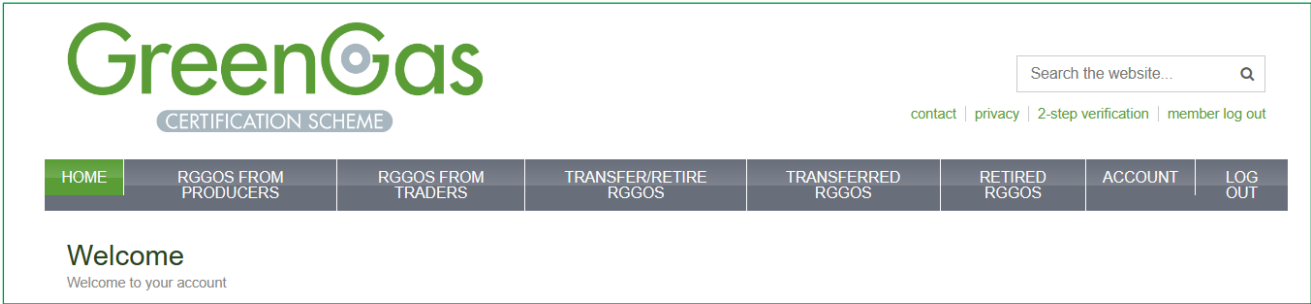 GreenGas
CERTIFICATION SCHEME
Search the website...
contact | privacy | 2-step verification | member log out
HOME
RGGOS FROM
PRODUCERS
RGGOS FROM
TRADERS
TRANSFER/RETIRE
RGGOS
TRANSFERRED
RGGOS
RETIRED
RGGOS
ACCOUNT
LOG
OUT
Welcome
Welcome to your account